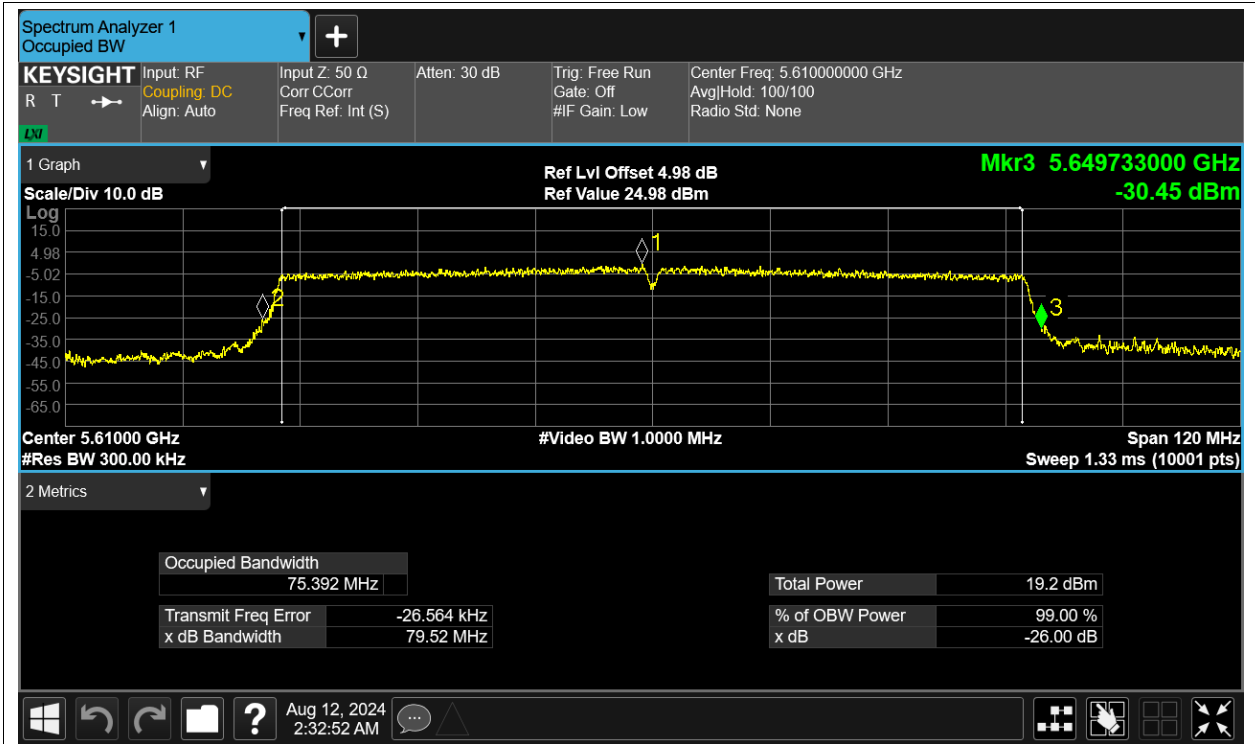 Spectrum Analyzer 1
Occupied BW
KEYSIGHT
R T
LXI
Input: RF
Coupling: DC
Align: Auto
Input Z: 50 Ω
Corr CCorr
Freq Ref: Int (S)
Atten: 30 dB
Trig: Free Run
Gate: Off
#IF Gain: Low
Center Freq: 5.610000000 GHz
Avg|Hold: 100/100
Radio Std: None
1 Graph
Scale/Div 10.0 dB
Ref Lvl Offset 4.98 dB
Ref Value 24.98 dBm
Mkr3 5.649733000 GHz
-30.45 dBm
Log
15.0
4.98
-5.02
-15.0
-25.0
-35.0
-45.0
-55.0
-65.0
1
2
3
Center 5.61000 GHz
#Res BW 300.00 kHz
#Video BW 1.0000 MHz
Span 120 MHz
Sweep 1.33 ms (10001 pts)
2 Metrics
Occupied Bandwidth
75.392 MHz
Transmit Freq Error -26.564 kHz
x dB Bandwidth 79.52 MHz
Total Power 19.2 dBm
% of OBW Power 99.00 %
x dB -26.00 dB
?
Aug 12, 2024
2:32:52 AM